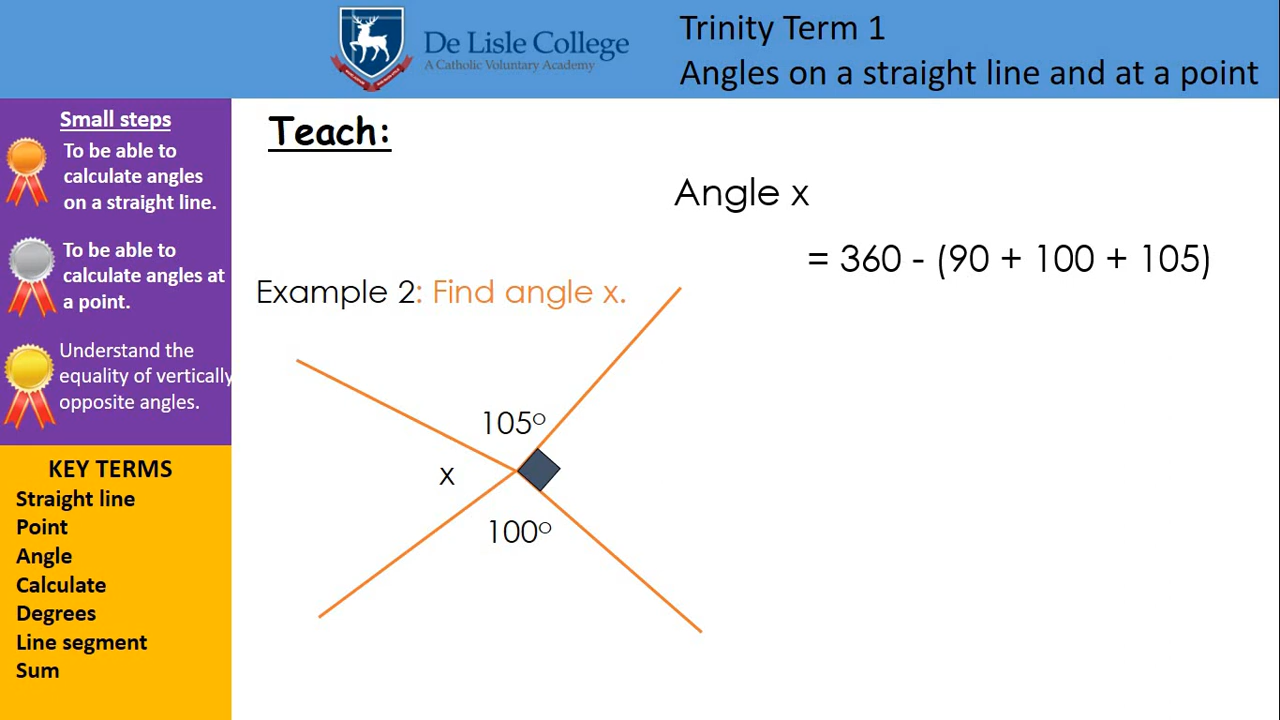 De Lisle College
A Catholic Voluntary Academy
Trinity Term 1
Angles on a straight line and at a point
Small steps
To be able to
calculate angles
on a straight line.
To be able to
calculate angles at
a point.
Understand the
equality of vertically
opposite angles.
KEY TERMS
Straight line
Point
Angle
Calculate
Degrees
Line segment
Sum
Teach:
Example 2: Find angle x.
105°
x
100°
Angle x
= 360 - (90 + 100 + 105)